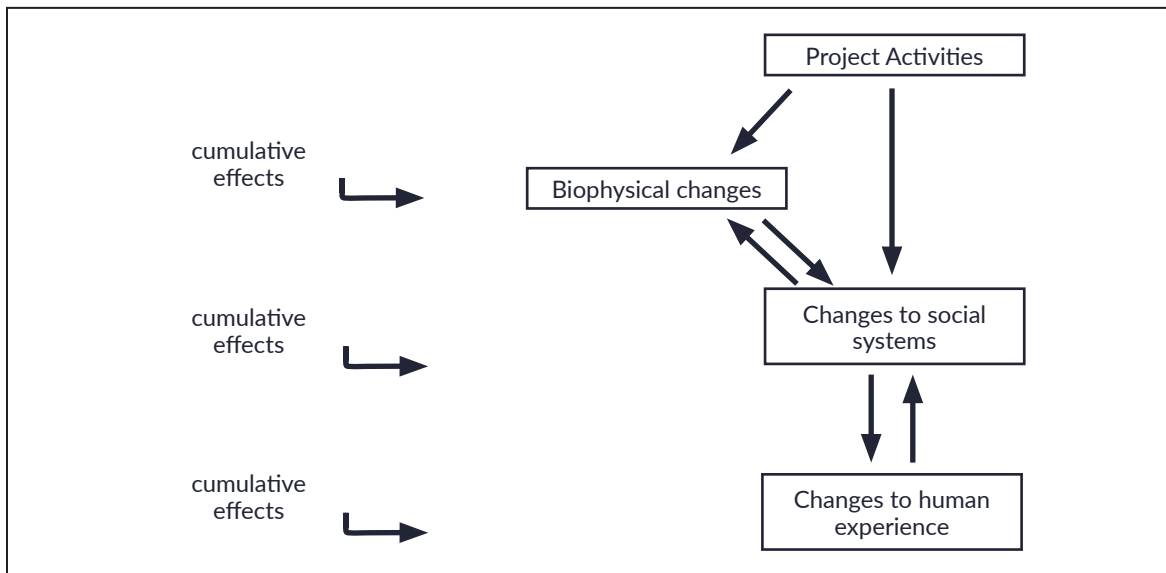 Project Activities
cumulative
effects
Biophysical changes
cumulative
effects
Changes to social
systems
cumulative
effects
Changes to human
experience